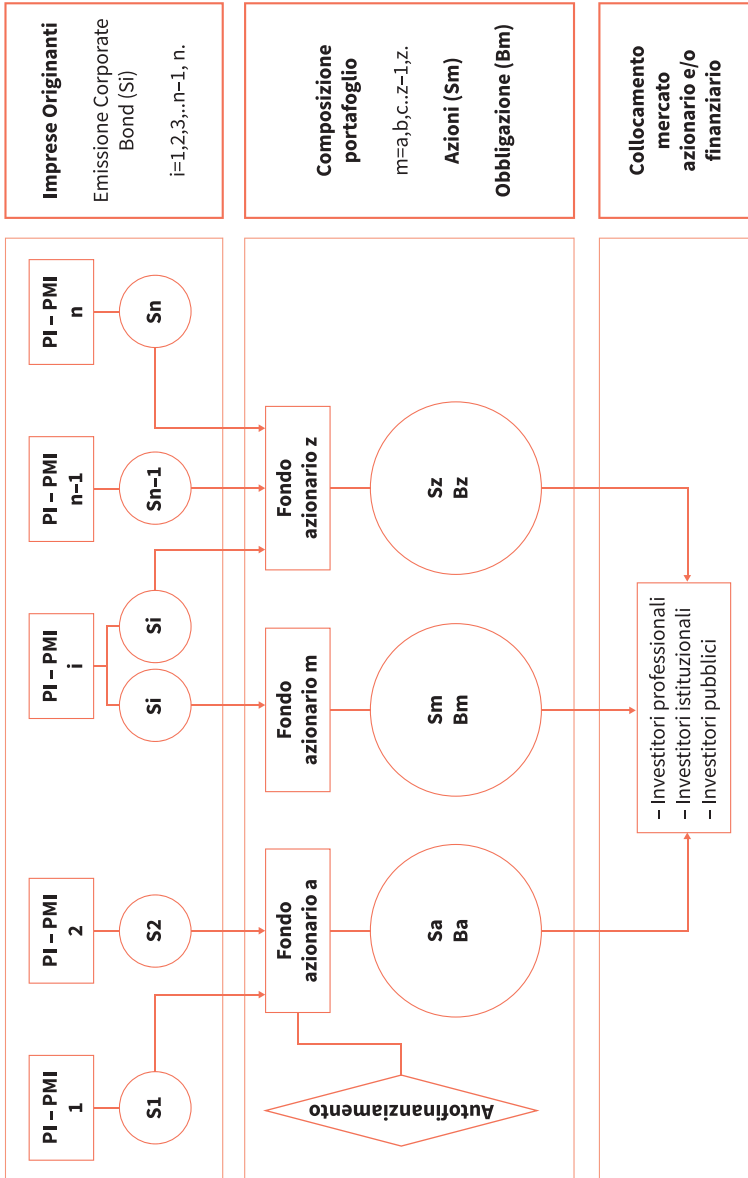 Imprese Originanti
Emissione Corporate
Bond (Si)
i=1,2,3,..n−1, n.
PI – PMI
1
PI – PMI
2
PI – PMI
i
PI – PMI
n-1
PI – PMI
n
S1
S2
Si
Si
Sn−1
Sn
Composizione
portafoglio
m=a,b,c..z−1,z.
Azioni (Sm)
Obbligazione (Bm)
Autofinanziamento
Fondo
azionario a
Fondo
azionario m
Fondo
azionario z
Sa
Ba
Sm
Bm
Sz
Bz
Collocamento
mercato
azionario e/o
finanziario
– Investitori professionali
– Investitori istituzionali
– Investitori pubblici